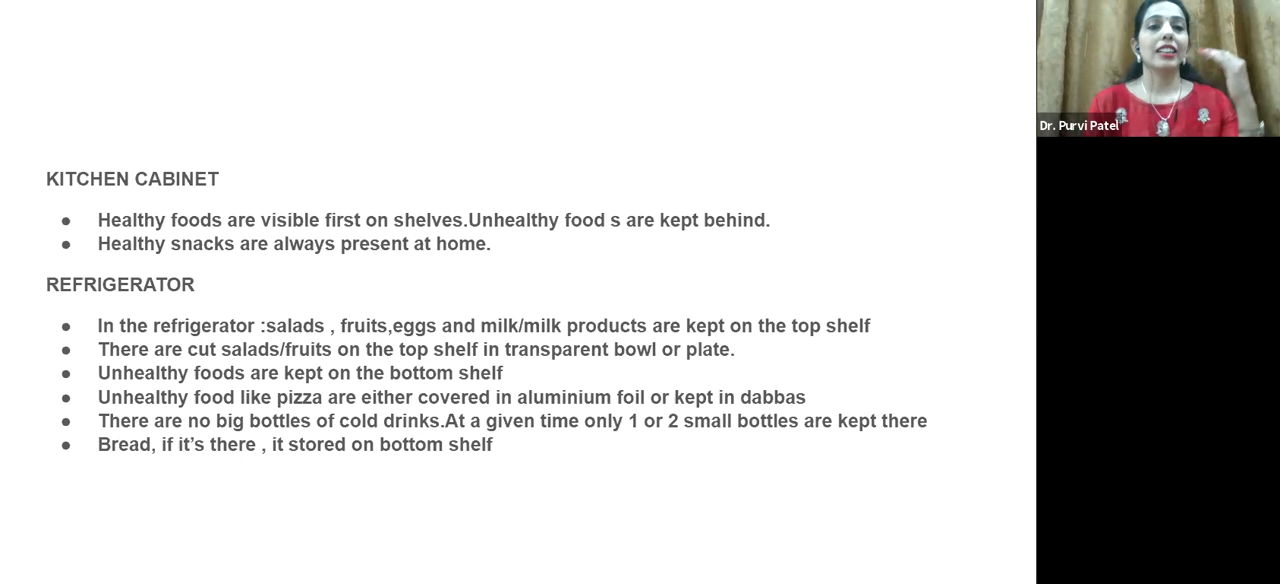 Dr. Purvi Patel
KITCHEN CABINET
● Healthy foods are visible first on shelves.Unhealthy food s are kept behind.
● Healthy snacks are always present at home.
REFRIGERATOR
● In the refrigerator :salads , fruits,eggs and milk/milk products are kept on the top shelf
● There are cut salads/fruits on the top shelf in transparent bowl or plate.
● Unhealthy foods are kept on the bottom shelf
● Unhealthy food like pizza are either covered in aluminium foil or kept in dabbas
● There are no big bottles of cold drinks.At a given time only 1 or 2 small bottles are kept there
● Bread, if it’s there , it stored on bottom shelf